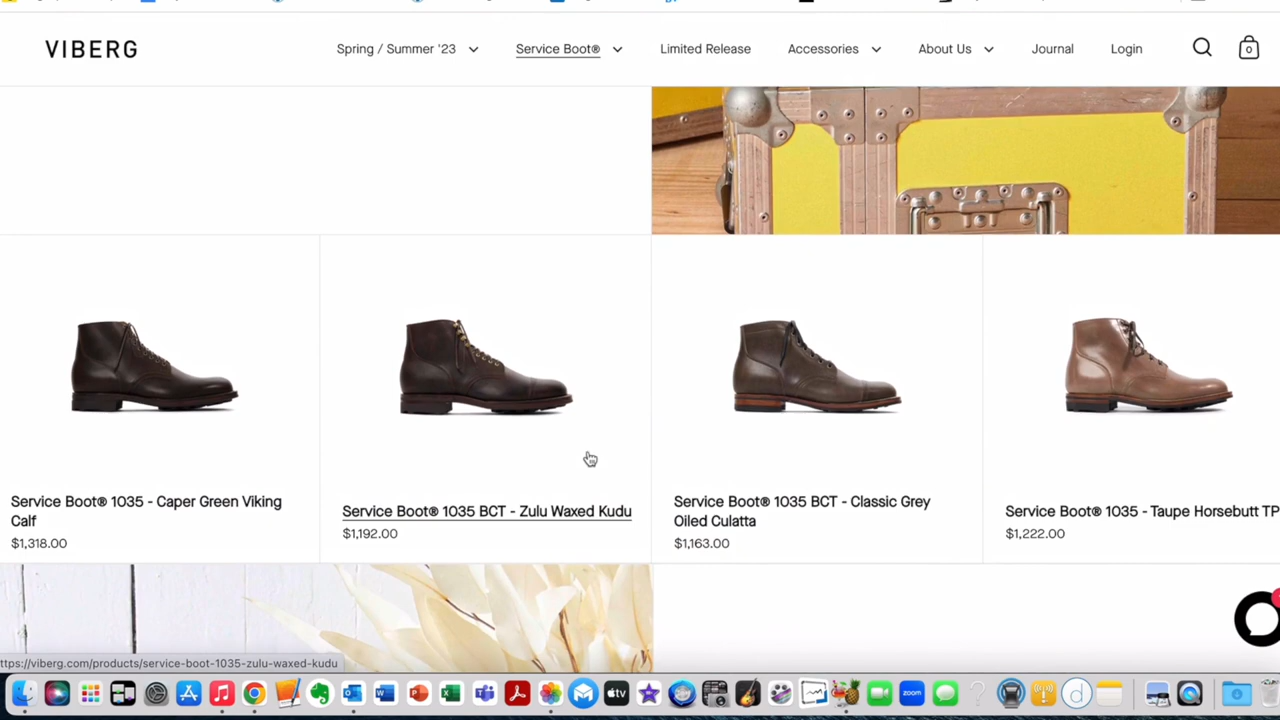 VIBERG
Spring / Summer '23
Service Boot®
Limited Release
Accessories
About Us
Journal
Login
0
Service Boot® 1035 - Caper Green Viking
Calf
$1,318.00
Service Boot® 1035 BCT - Zulu Waxed Kudu
$1,192.00
Service Boot® 1035 BCT - Classic Grey
Oiled Culatta
$1,163.00
Service Boot® 1035 - Taupe Horsebutt TP
$1,222.00
ttps://viberg.com/products/service-boot-1035-zulu-waxed-kudu
zoom
tv